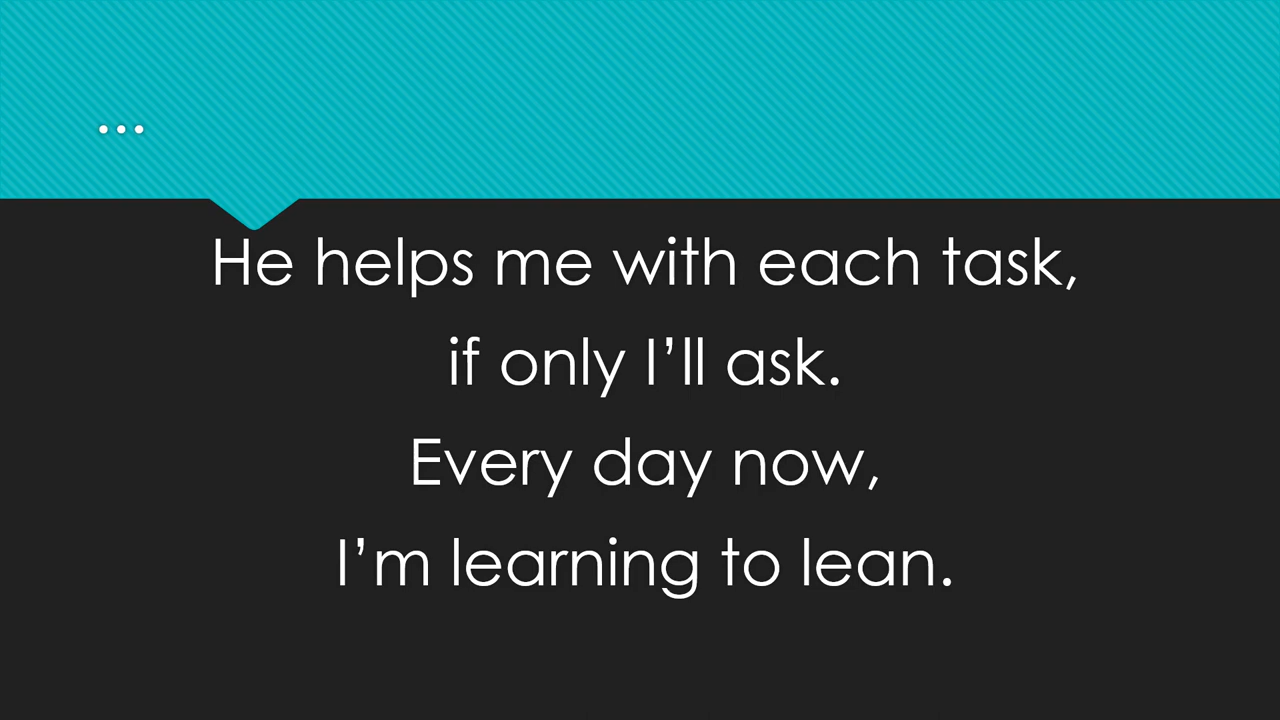 ...
He helps me with each task,
if only I’ll ask.
Every day now,
I’m learning to lean.